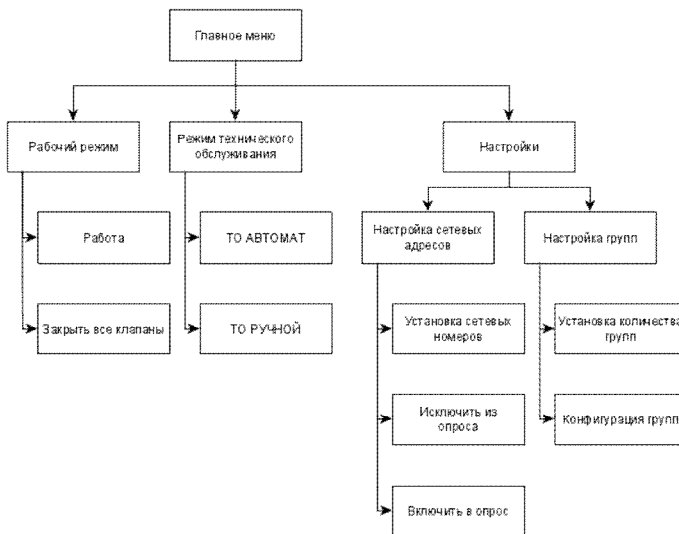 Главное меню
Рабочий режим
Режим технического
обслуживания
Настройки
Работа
ТО АВТОМАТ
Настройка сетевых
адресов
Настройка групп
Закрыть все клапаны
ТО РУЧНОЙ
Установка сетевых
номеров
Установка количества
групп
Исключить из
опроса
Конфигурация групп
Включить в опрос